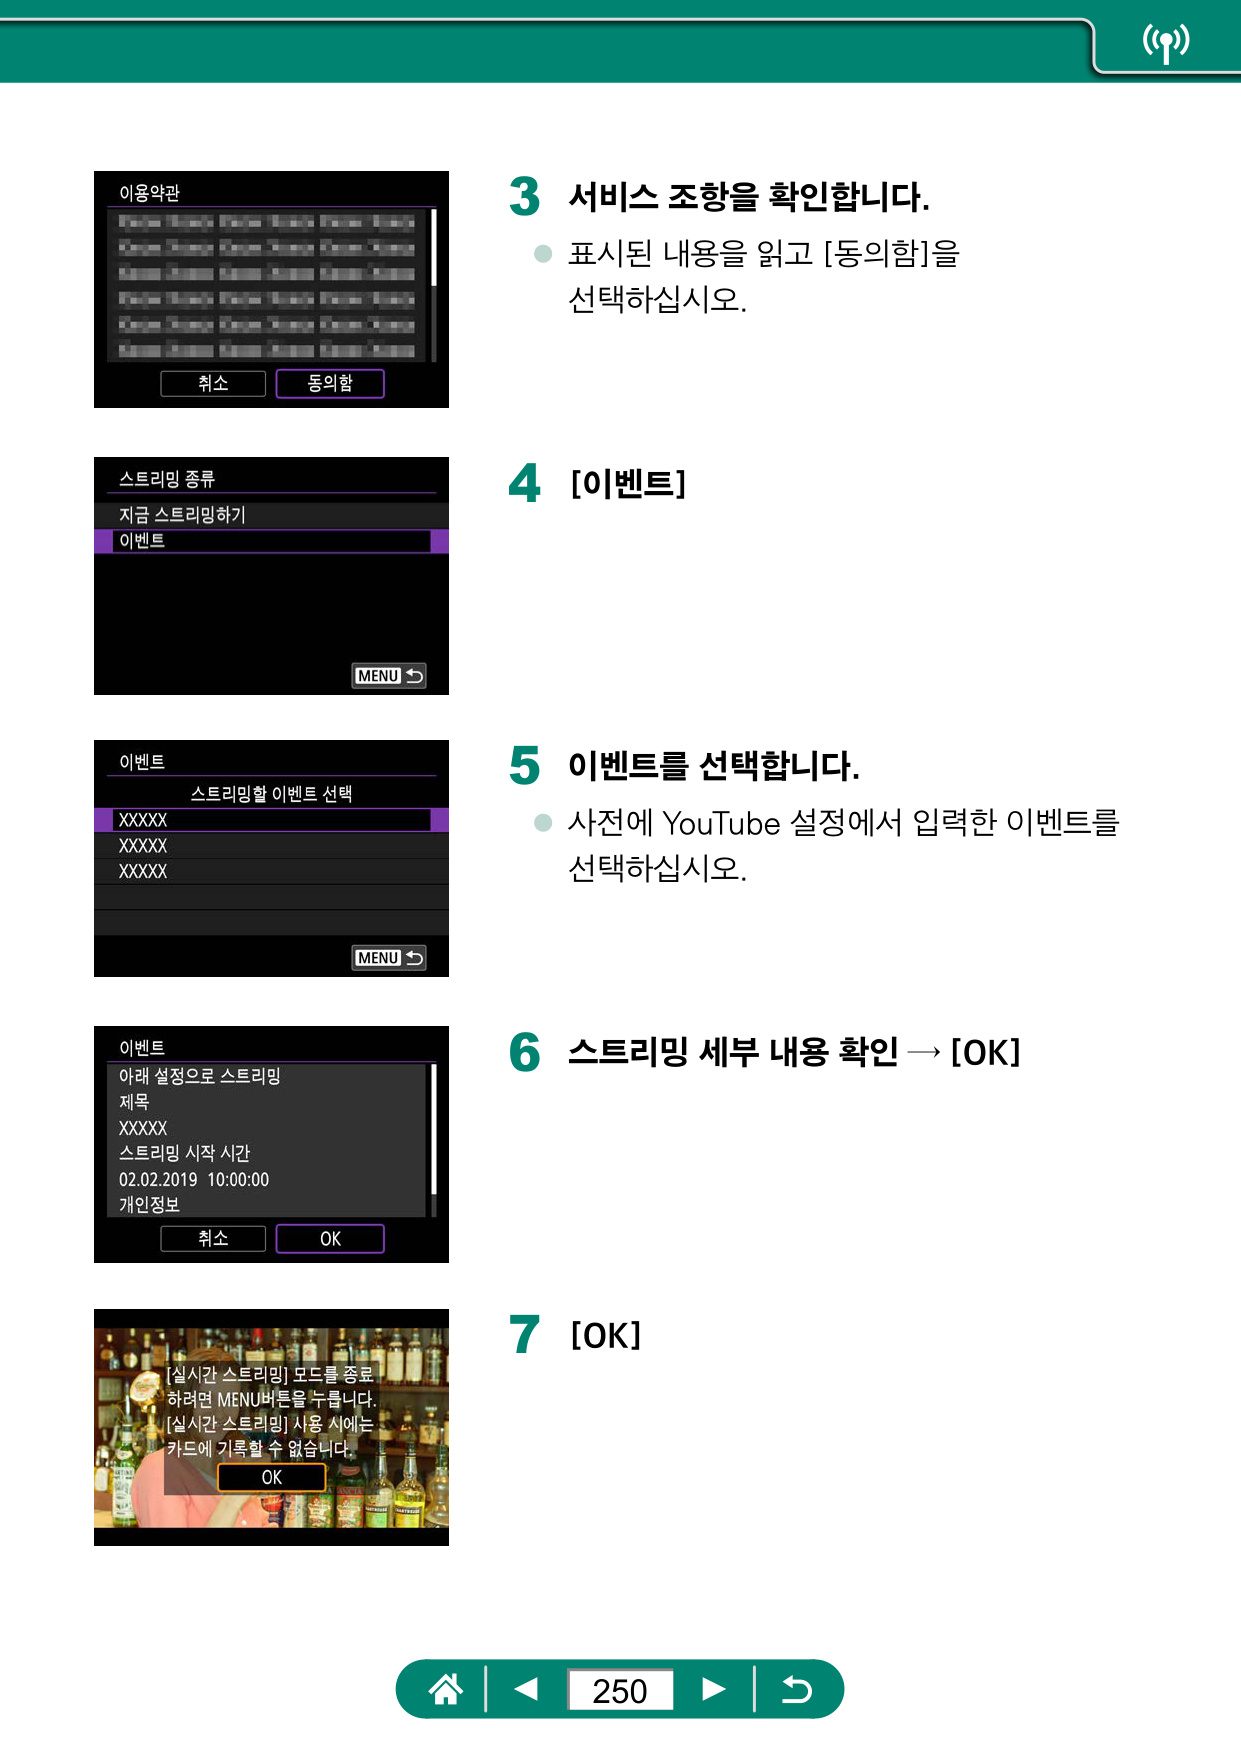 이용약관
취소 동의함
3 서비스 조항을 확인합니다.
표시된 내용을 읽고 [동의함]을
선택하십시오.
스트리밍 종류
지금 스트리밍하기
이벤트
MENU
4 [이벤트]
이벤트
스트리밍할 이벤트 선택
XXXXX
XXXXX
XXXXX
MENU
5 이벤트를 선택합니다.
사전에 YouTube 설정에서 입력한 이벤트를
선택하십시오.
이벤트
아래 설정으로 스트리밍
제목
XXXXX
스트리밍 시작 시간
02.02.2019 10:00:00
개인정보
취소 OK
6 스트리밍 세부 내용 확인 → [OK]
[실시간 스트리밍] 모드를 종료
하려면 MENU버튼을 누릅니다.
[실시간 스트리밍] 사용 시에는
카드에 기록할 수 없습니다.
OK
7 [OK]
250